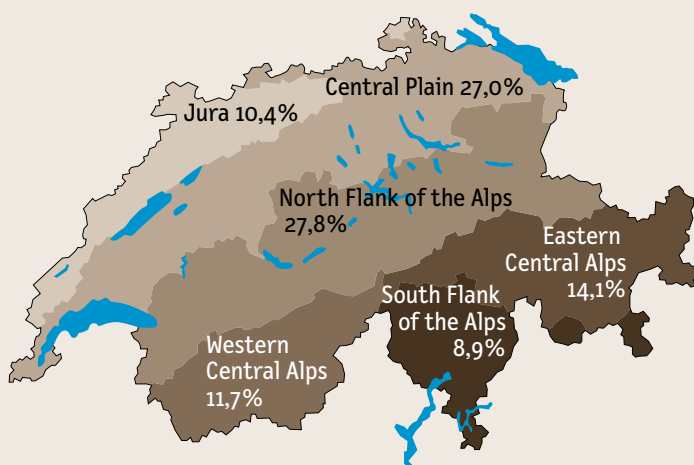 Central Plain 27,0%
Jura 10,4%
North Flank of the Alps
27,8%
Eastern
Central Alps
14,1%
South Flank
of the Alps
8,9%
Western
Central Alps
11,7%